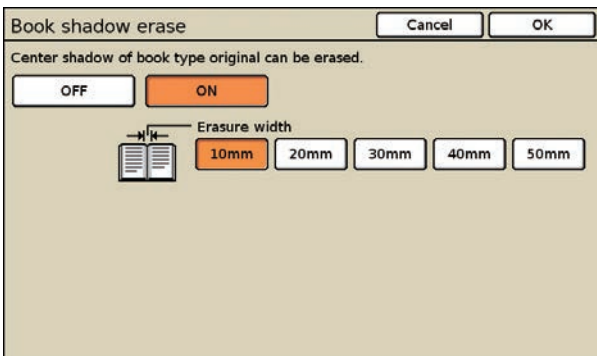 Book shadow erase Cancel OK
Center shadow of book type original can be erased.
OFF ON
Erasure width
10mm 20mm 30mm 40mm 50mm